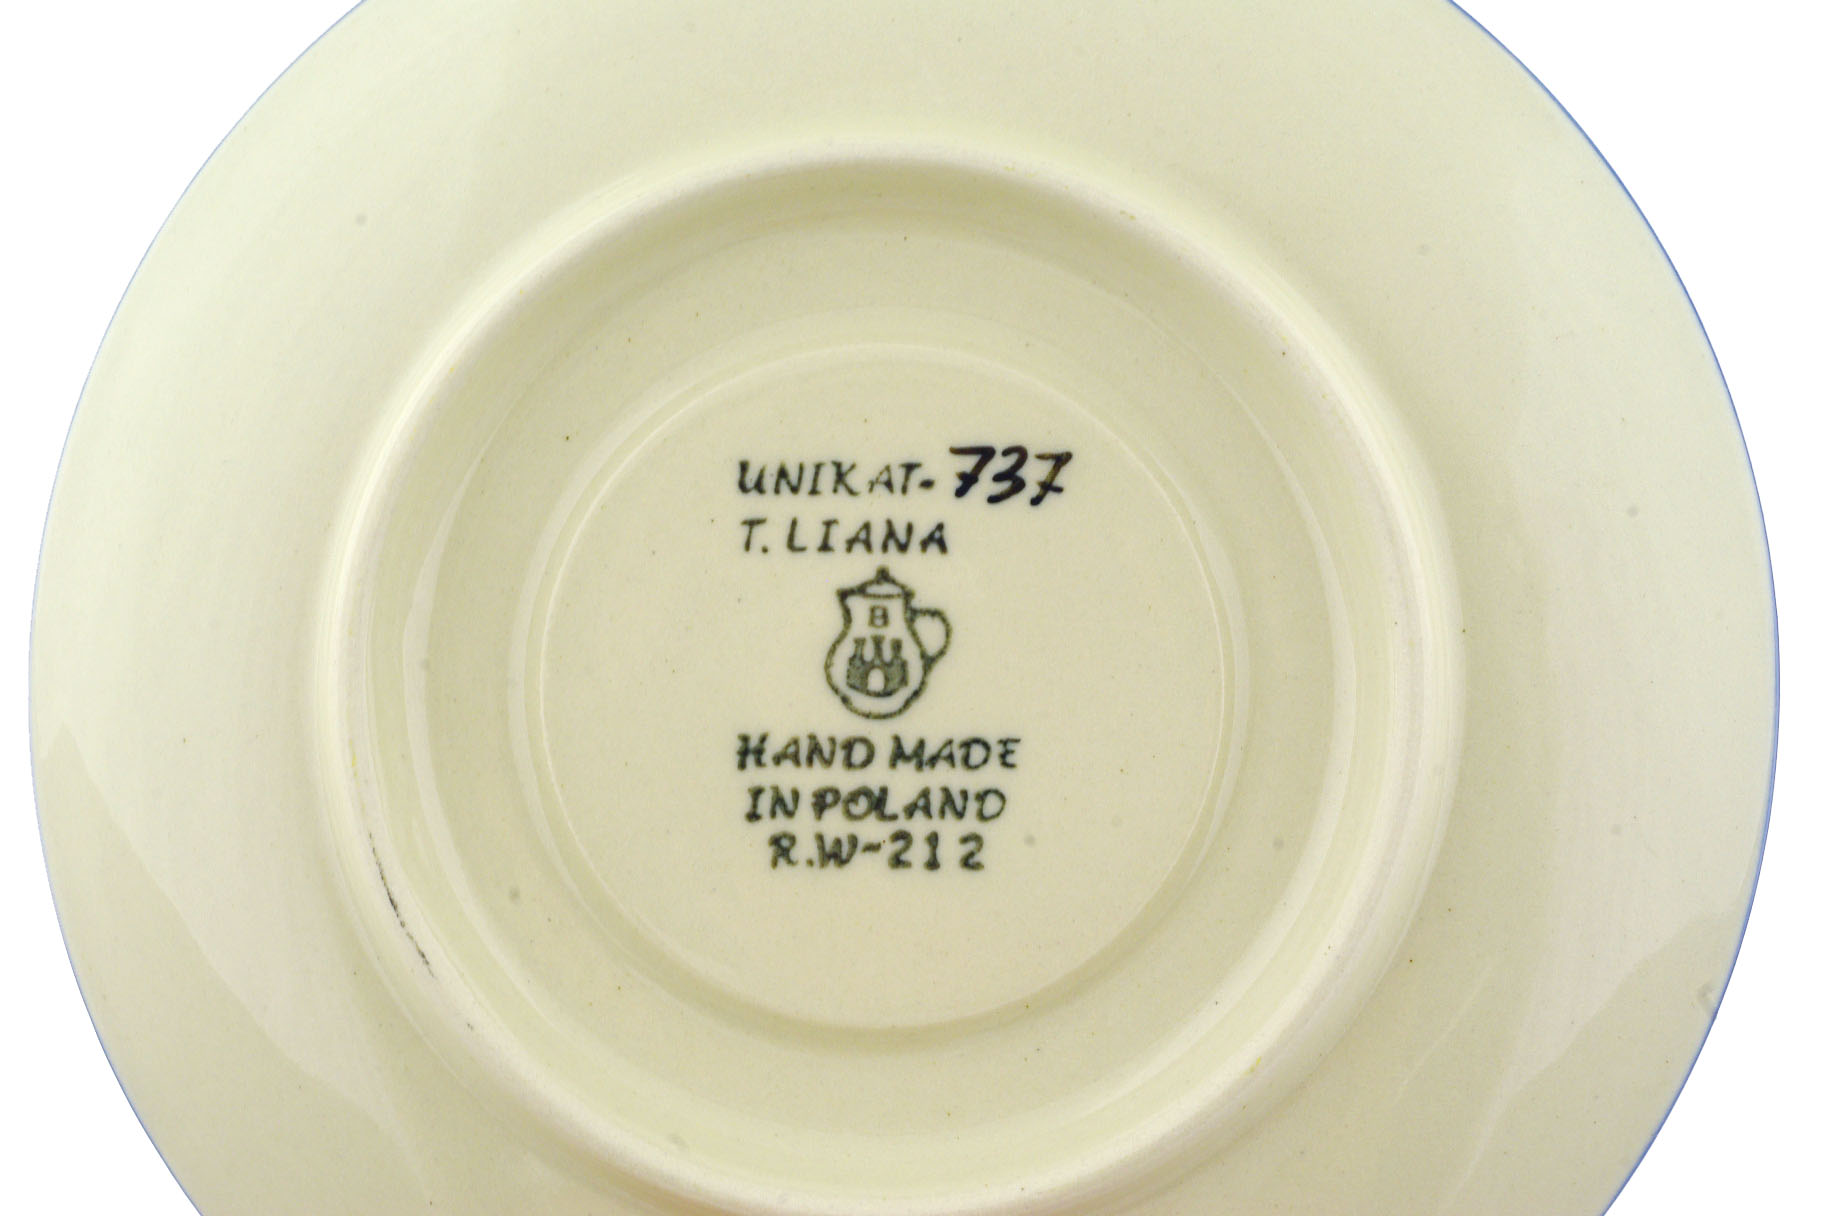 UNIKAT-737
T. LIANA
B
HAND MADE
IN POLAND
R.W-212